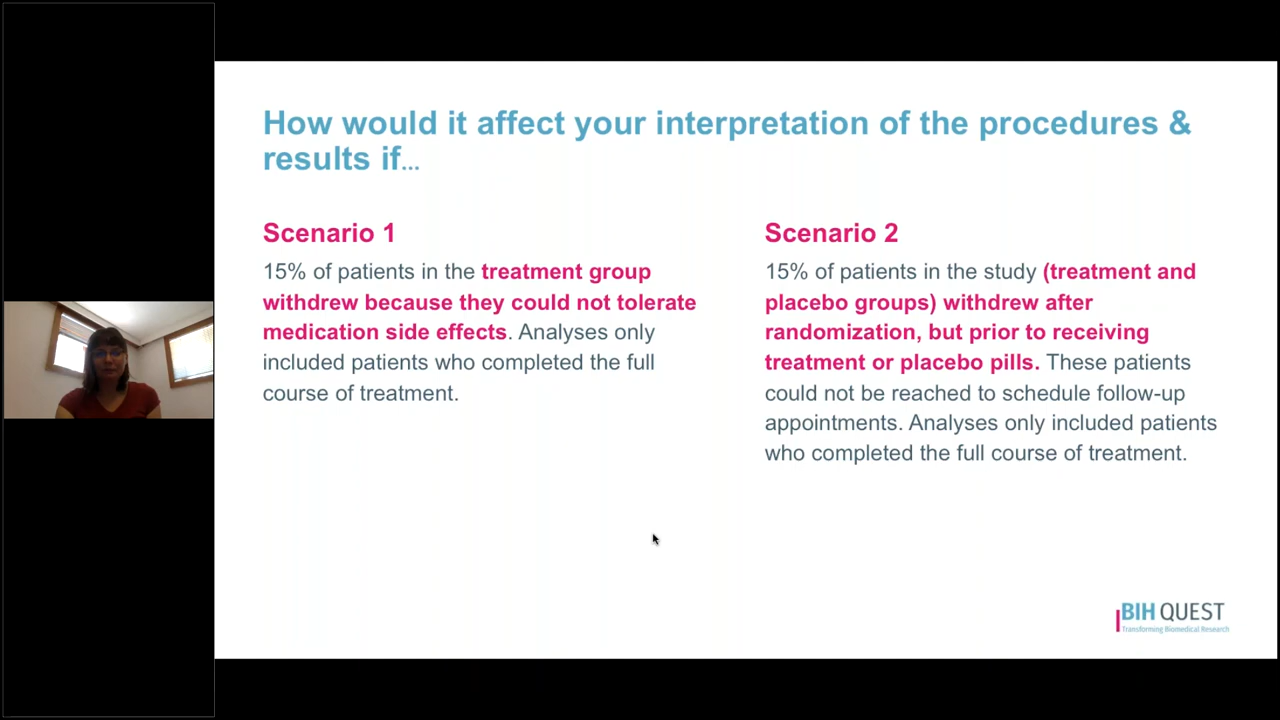 How would it affect your interpretation of the procedures &
results if...
Scenario 1
15% of patients in the treatment group
withdrew because they could not tolerate
medication side effects. Analyses only
included patients who completed the full
course of treatment.
Scenario 2
15% of patients in the study (treatment and
placebo groups) withdrew after
randomization, but prior to receiving
treatment or placebo pills. These patients
could not be reached to schedule follow-up
appointments. Analyses only included patients
who completed the full course of treatment.
BIH QUEST
Transforming Biomedical Research